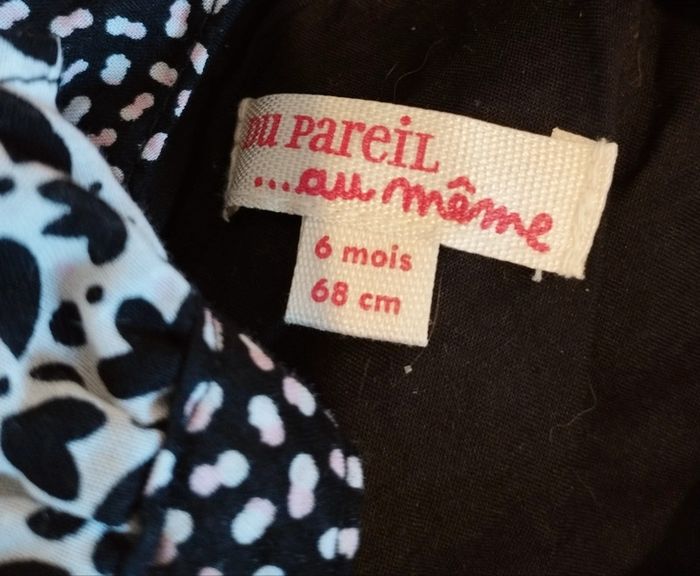 DU PareiL
...au même
6 mois
68 cm